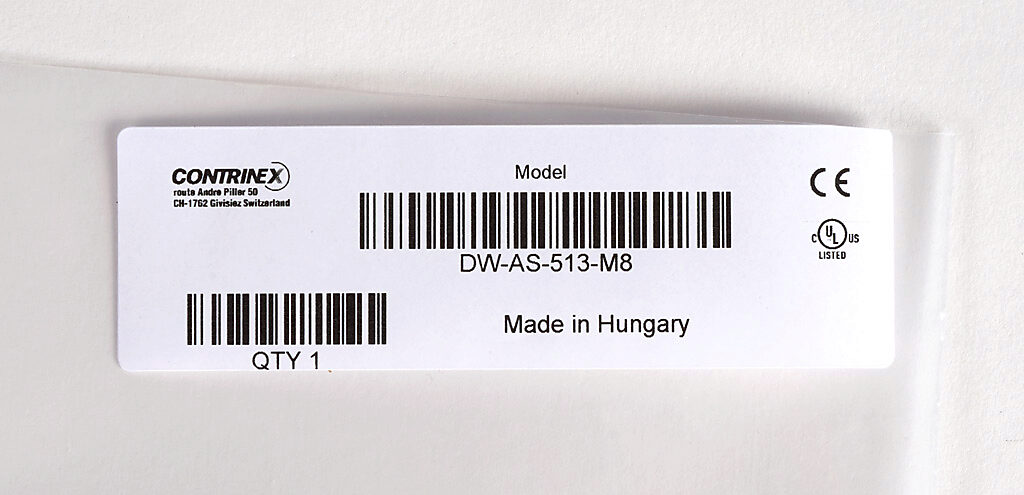 CONTRINEX
route André Piller 50
CH-1762 Givisiez Switzerland
Model
DW-AS-513-M8
QTY 1
Made in Hungary
CE
C UL US
LISTED